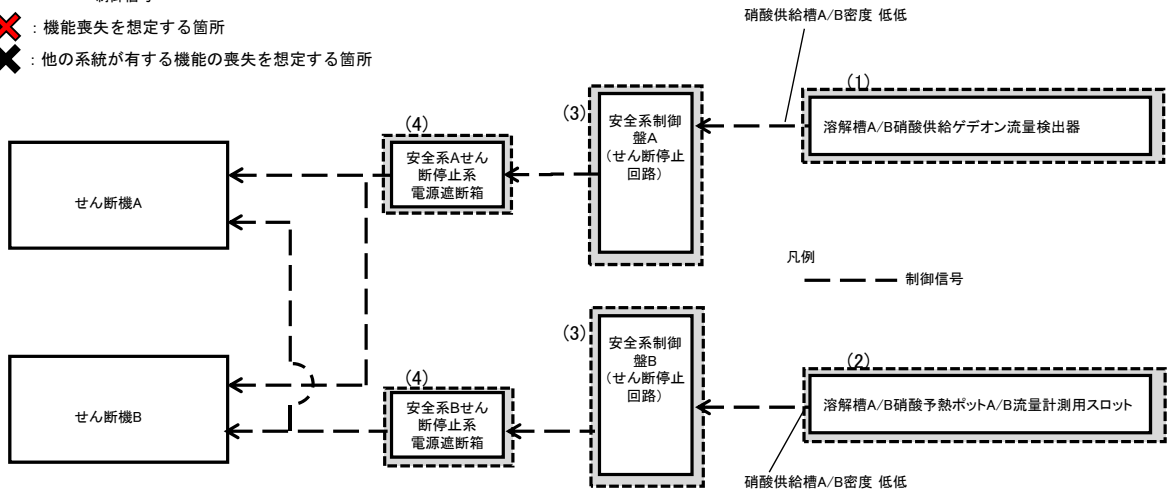 制御信号
：機能喪失を想定する箇所
：他の系統が有する機能の喪失を想定する箇所
硝酸供給槽A/B密度 低低
(1)
溶解槽A/B硝酸供給ゲデオン流量検出器
(3)
安全系制御
盤A
(せん断停止
回路)
(4)
安全系Aせん
断停止系
電源遮断箱
せん断機A
凡例
制御信号
(3)
安全系制御
盤B
(せん断停止
回路)
(2)
溶解槽A/B硝酸予熱ポットA/B流量計測用スロット
(4)
安全系Bせん
断停止系
電源遮断箱
せん断機B
硝酸供給槽A/B密度 低低